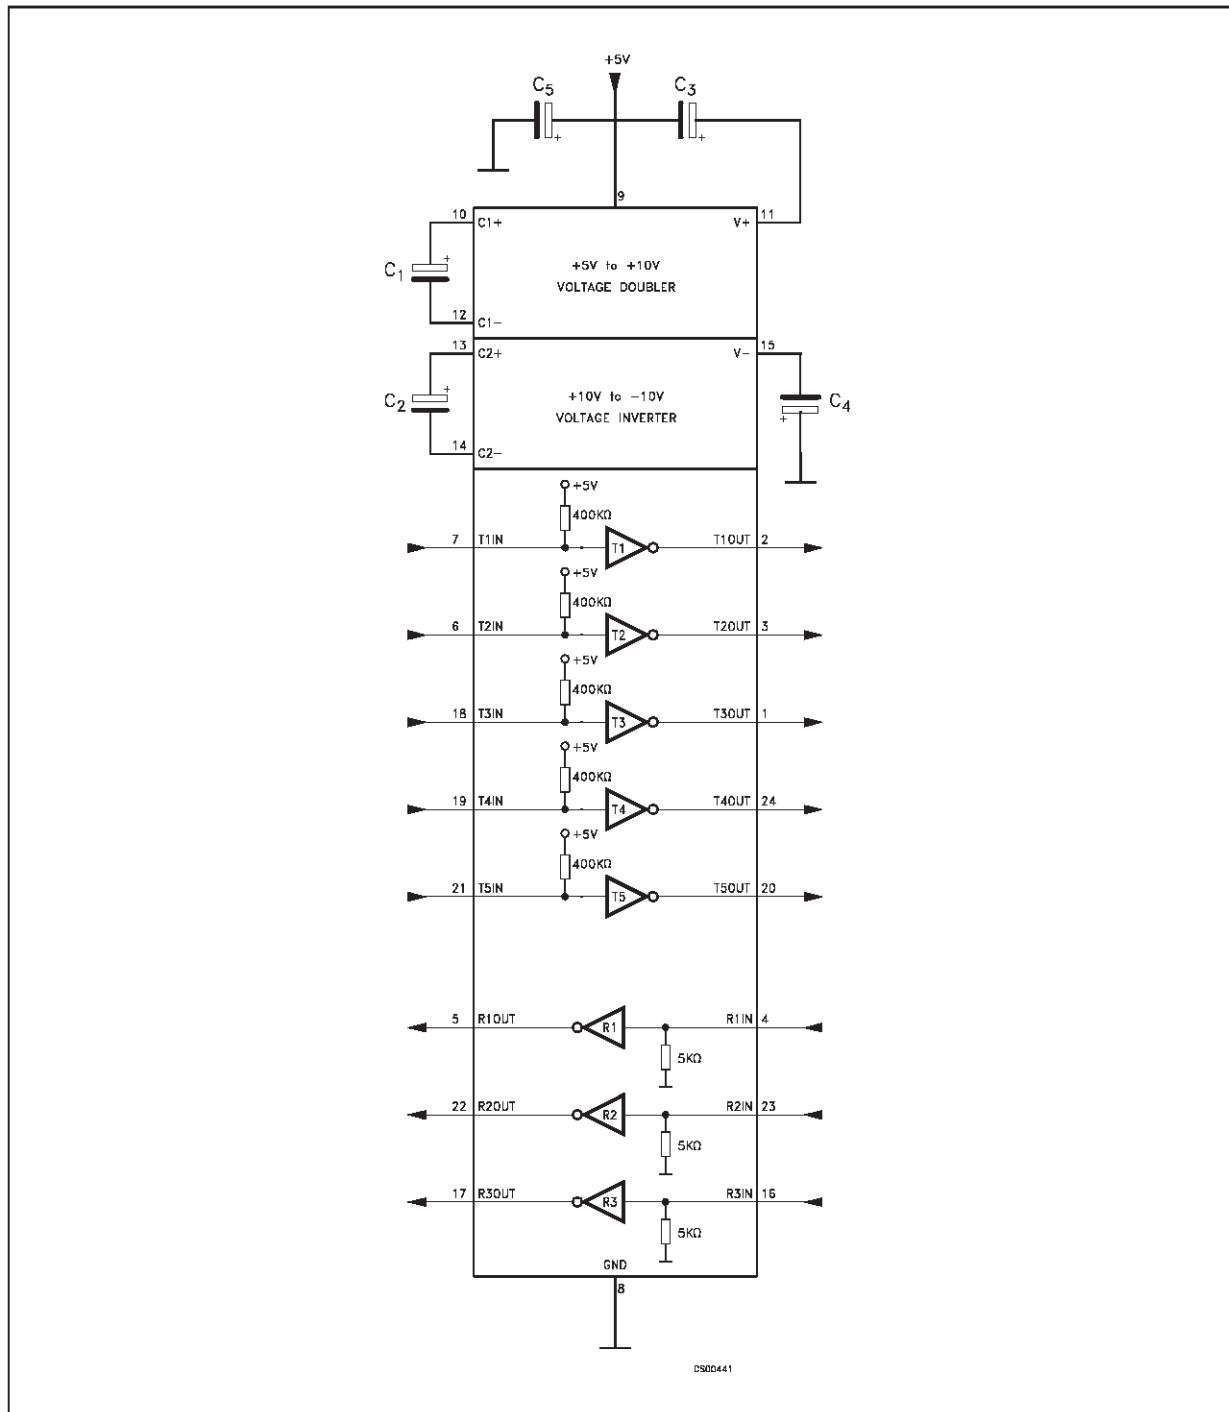 +5V
C5 C3
+
+
9
10 C1+ V+ 11
C1 +
+5V to +10V
VOLTAGE DOUBLER
12 C1-
13 C2+ V- 15
C2 +
+10V to -10V
VOLTAGE INVERTER
+ C4
14 C2-
+5V
400KΩ
7 T1IN T1 T1OUT 2
+5V
400KΩ
6 T2IN T2 T2OUT 3
+5V
400KΩ
18 T3IN T3 T3OUT 1
+5V
400KΩ
19 T4IN T4 T4OUT 24
+5V
400KΩ
21 T5IN T5 T5OUT 20
5 R1OUT R1 R1IN 4
5KΩ
22 R2OUT R2 R2IN 23
5KΩ
17 R3OUT R3 R3IN 16
5KΩ
GND
8
CS00441